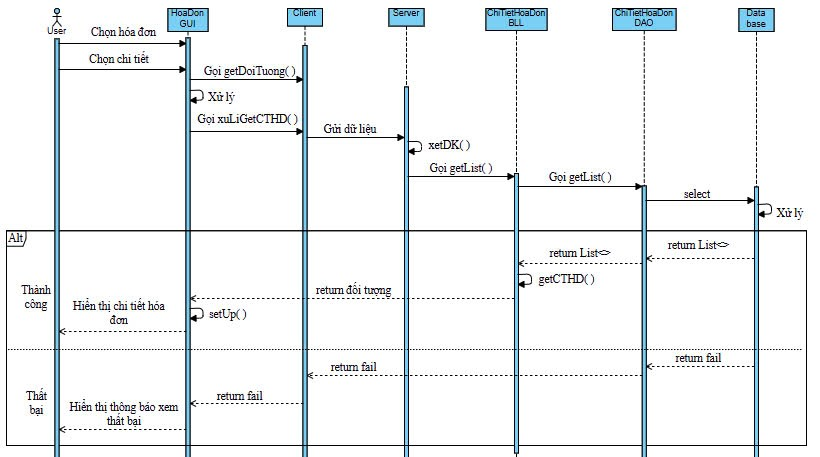 User
HoaDon
GUI
Client
Server
ChiTietHoaDon
BLL
ChiTietHoaDon
DAO
Data
base
Chọn hóa đơn
Chọn chi tiết
Gọi getDoiTuong( )
Xử lý
Gọi xuLiGetCTHD( )
Gửi dữ liệu
xetDK( )
Gọi getList( )
Gọi getList( )
select
Xử lý
Alt
return List<>
return List<>
getCTHD( )
return đối tượng
Thành
công
setUp( )
Hiển thị chi tiết hóa
đơn
return fail
return fail
return fail
Thất
bại
Hiển thị thông báo xem
thất bại